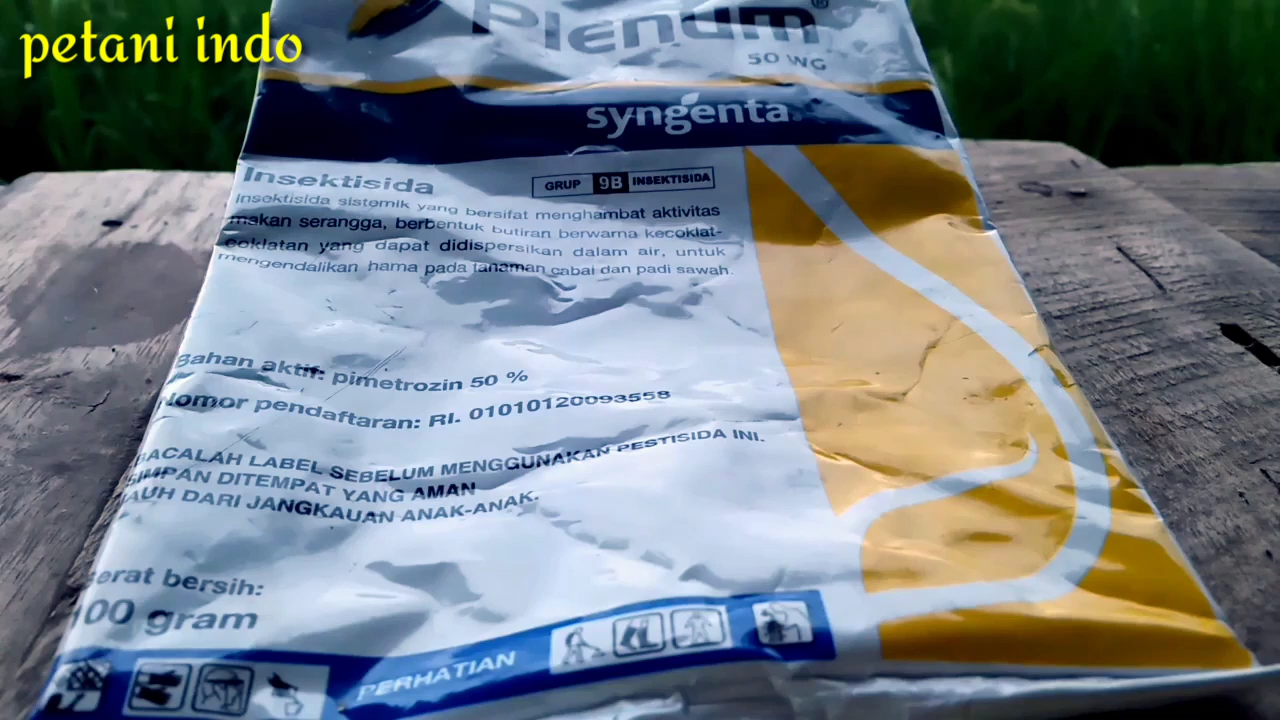 petani indo
Plenum®
50 WG
syngenta
Insektisida
GRUP 9B INSEKTISIDA
Insektisida sistemik yang bersifat menghambat aktivitas
makan serangga, berbentuk butiran berwarna kecoklat-
coklatan yang dapat didispersikan dalam air, untuk
mengendalikan hama pada tanaman cabai dan padi sawah.
Bahan aktif: pimetrozin 50 %
Nomor pendaftaran: RI. 01010120093558
BACALAH LABEL SEBELUM MENGGUNAKAN PESTISIDA INI.
SIMPAN DITEMPAT YANG AMAN
JAUH DARI JANGKAUAN ANAK-ANAK.
Berat bersih:
100 gram
PERHATIAN